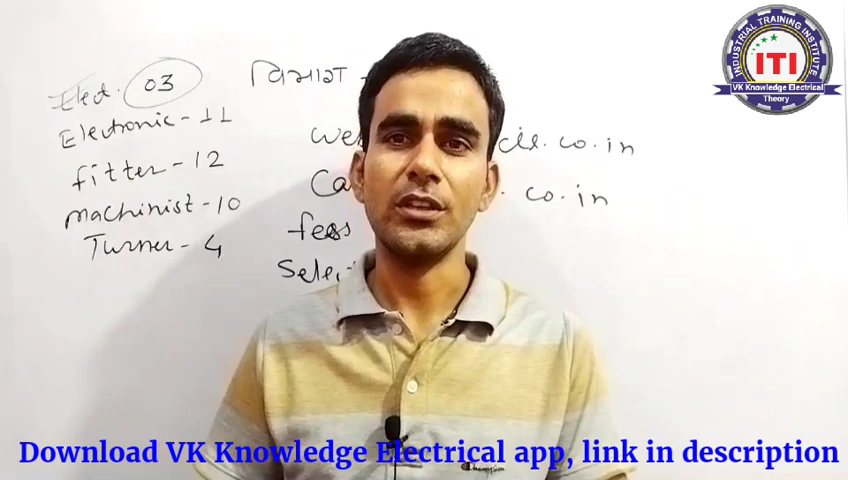 Elect. 03
Electronic - 11
fitter - 12
machinist - 10
Turner - 4
विभाग -
co. in
co. in
fees
INDUSTRIAL TRAINING INSTITUTE
ITI
VK Knowledge Electrical
Theory
Download VK Knowledge Electrical app, link in description